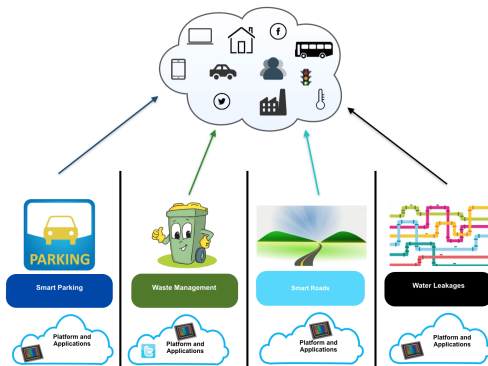 f
PARKING
Smart Parking
Waste Management
Smart Roads
Water Leakages
Platform and
Applications
Platform and
Applications
Platform and
Applications
Platform and
Applications